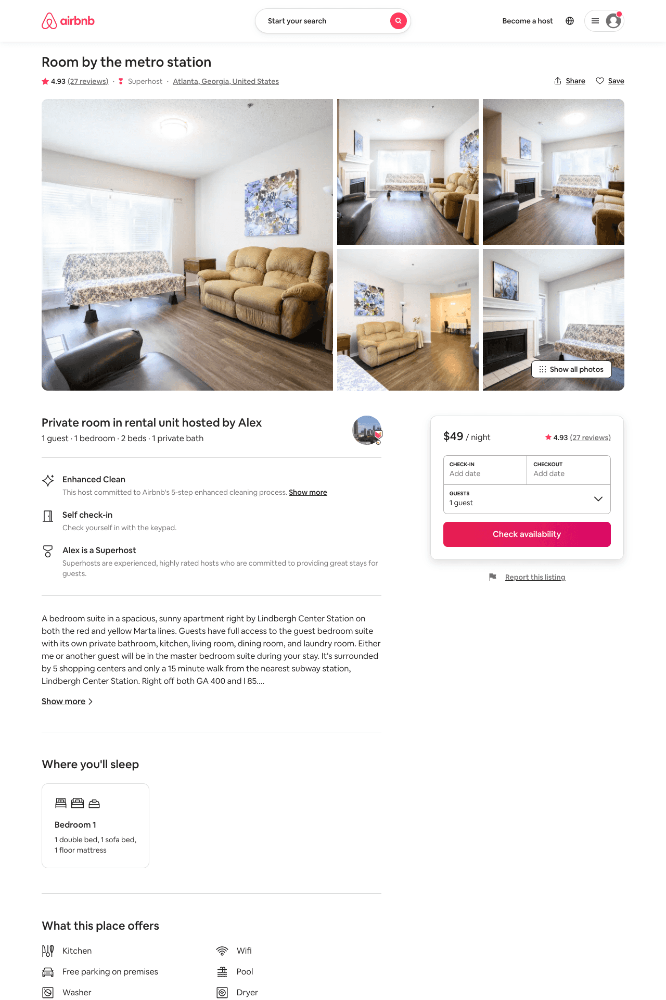 airbnb
Start your search
Become a host
Room by the metro station
4.93 (27 reviews) · Superhost · Atlanta, Georgia, United States
Share
Save
Show all photos
Private room in rental unit hosted by Alex
1 guest · 1 bedroom · 2 beds · 1 private bath
$49 / night
4.93 (27 reviews)
CHECK-IN
Add date
CHECKOUT
Add date
GUESTS
1 guest
Check availability
Report this listing
Enhanced Clean
This host committed to Airbnb's 5-step enhanced cleaning process. Show more
Self check-in
Check yourself in with the keypad.
Alex is a Superhost
Superhosts are experienced, highly rated hosts who are committed to providing great stays for
guests.
A bedroom suite in a spacious, sunny apartment right by Lindbergh Center Station on
both the red and yellow Marta lines. Guests have full access to the guest bedroom suite
with its own private bathroom, kitchen, living room, dining room, and laundry room. Either
me or another guest will be in the master bedroom suite during your stay. It's surrounded
by 5 shopping centers and only a 15 minute walk from the nearest subway station,
Lindbergh Center Station. Right off both GA 400 and I 85....
Show more
Where you'll sleep
Bedroom 1
1 double bed, 1 sofa bed,
1 floor mattress
What this place offers
Kitchen
Wifi
Free parking on premises
Pool
Washer
Dryer